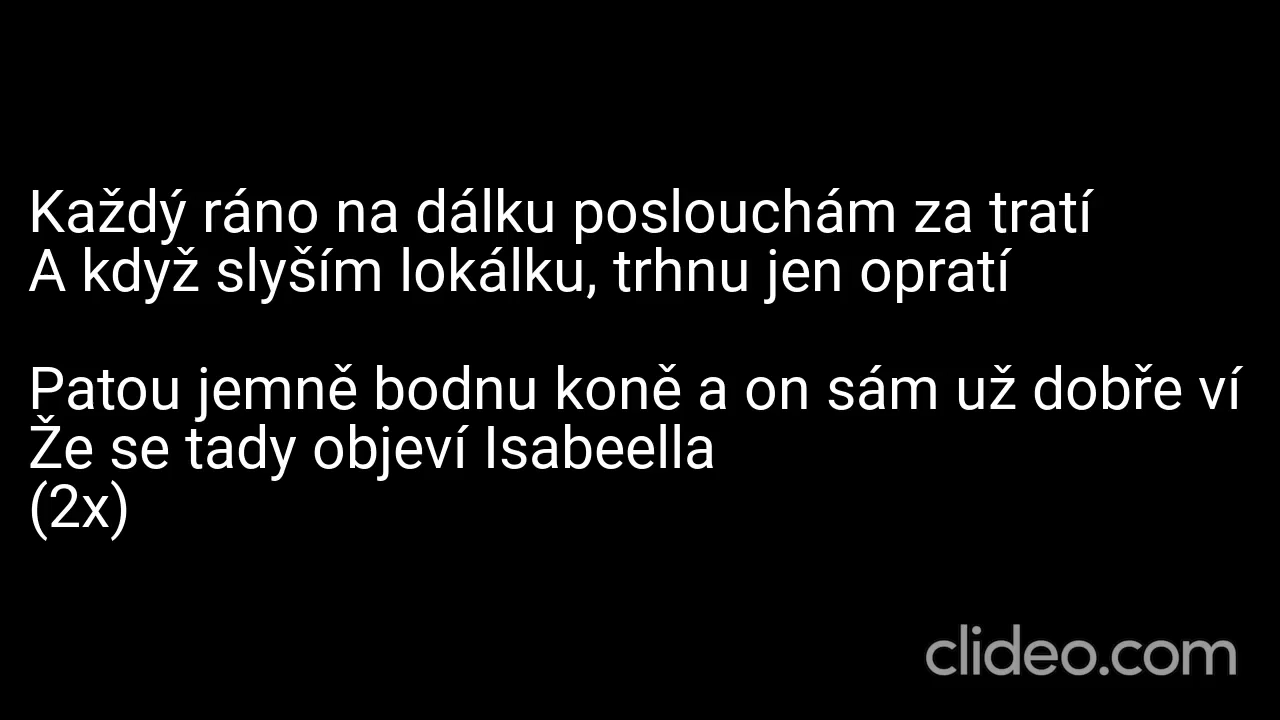 Každý ráno na dálku poslouchám za tratí
A když slyším lokálku, trhnu jen opratí
Patou jemně bodnu koně a on sám už dobře ví
Že se tady objeví Isabeella
(2x)
clideo.com